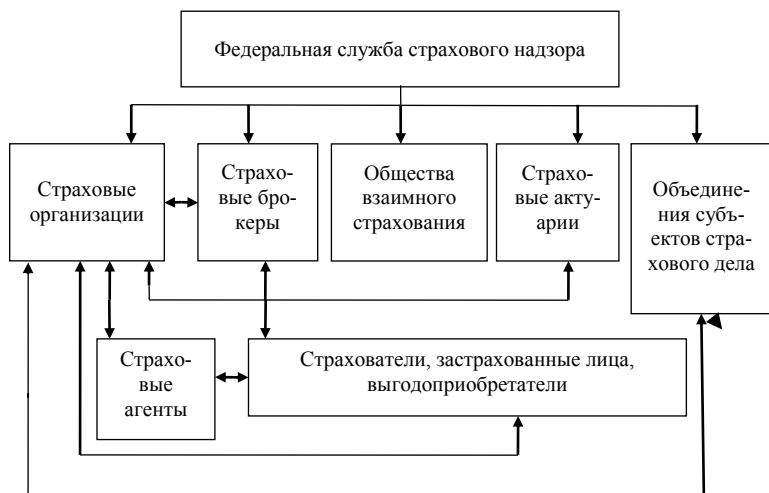 Федеральная служба страхового надзора
Страховые
организации
Страхо-
вые бро-
керы
Общества
взаимного
страхования
Страхо-
вые акту-
арии
Объедине-
ния субъ-
ектов стра-
хового дела
Страхо-
вые
агенты
Страхователи, застрахованные лица,
выгодоприобретатели